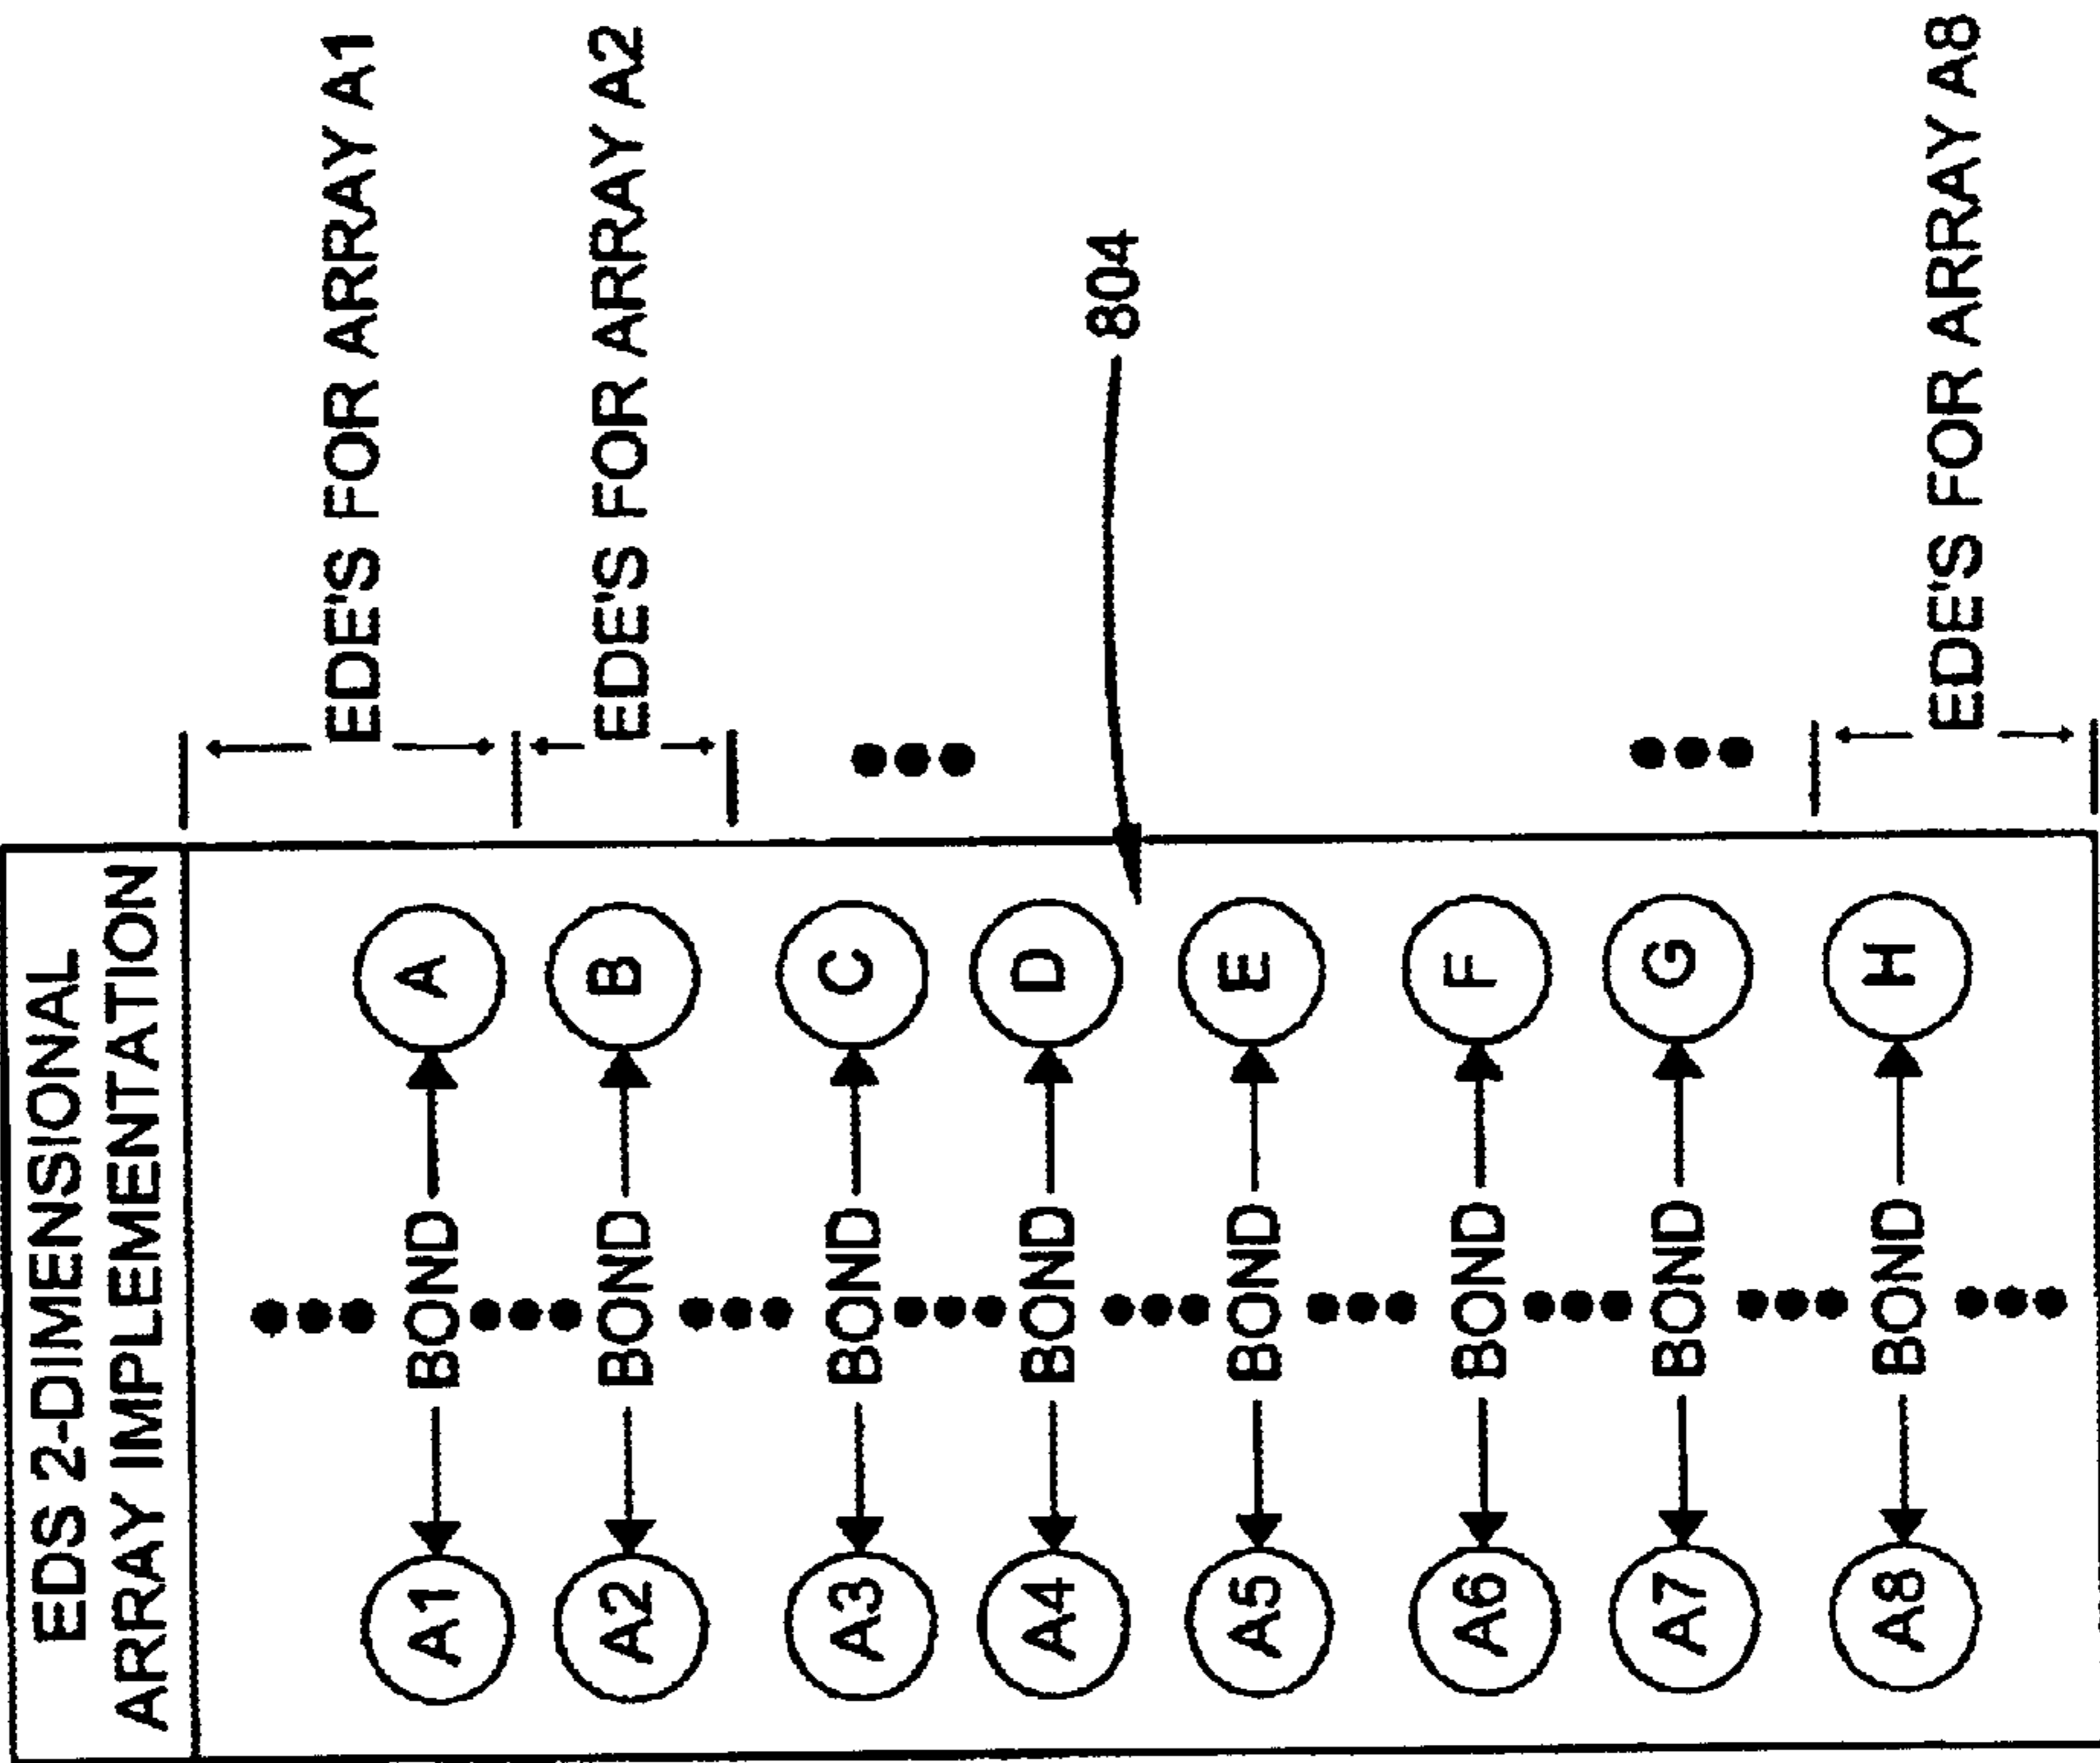 EDS 2-DIMENSIONAL
ARRAY IMPLEMENTATION
EDE'S FOR ARRAY A1
A1 BOND A
EDE'S FOR ARRAY A2
A2 BOND B
A3 BOND C
A4 BOND D
804
A5 BOND E
A6 BOND F
A7 BOND G
A8 BOND H
EDE'S FOR ARRAY A8